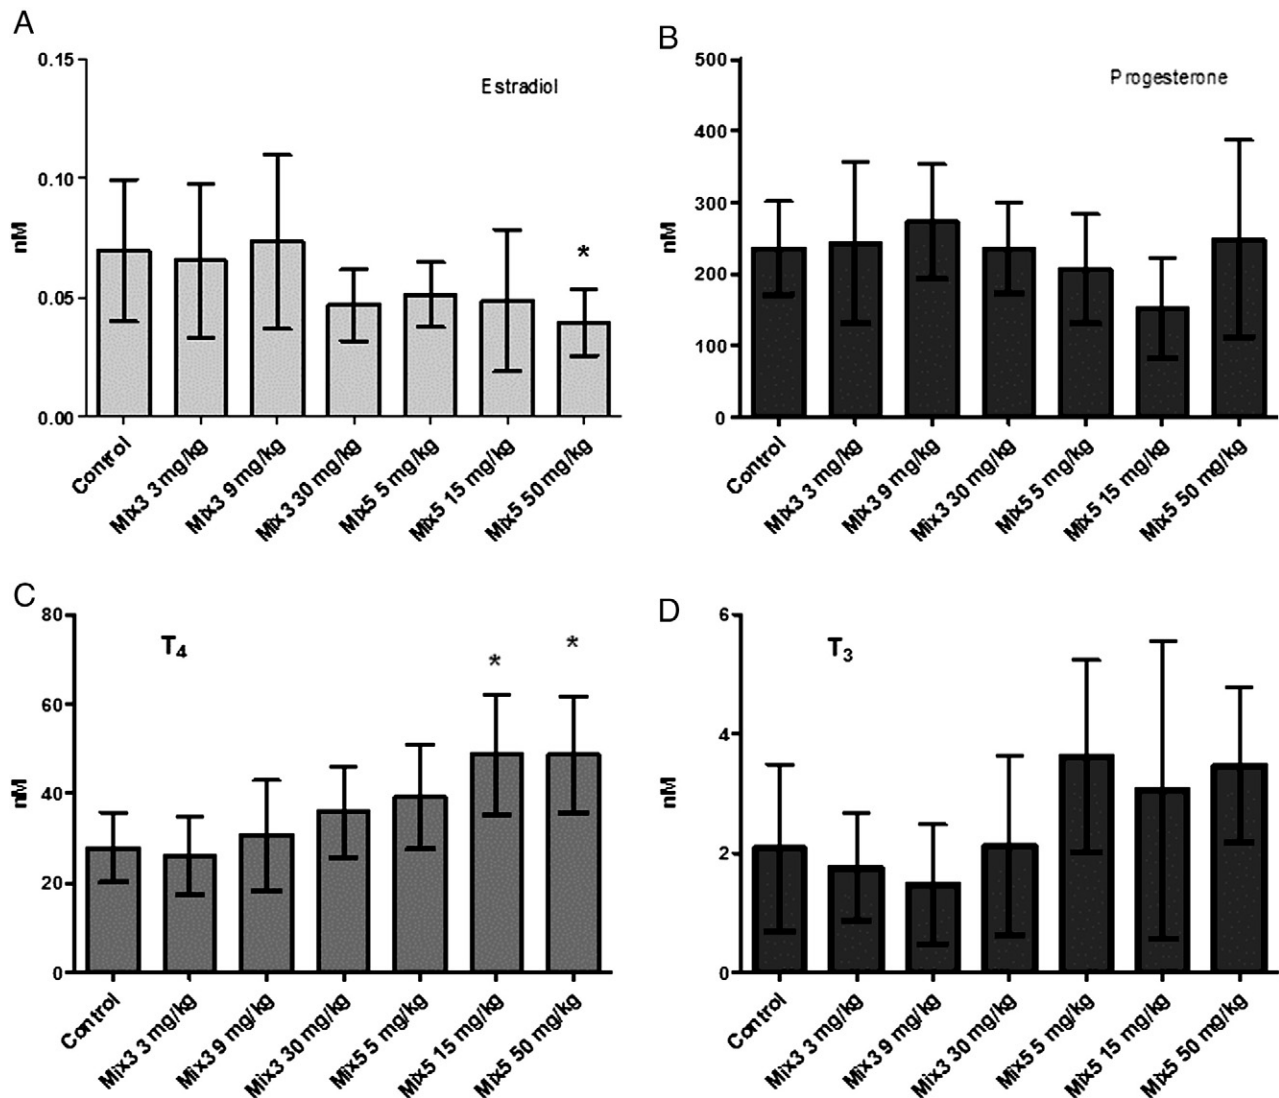 A
Estradiol
0.15
0.10
0.05
0.00
nM
*
Control
Mix3 3 mg/kg
Mix3 9 mg/kg
Mix 3 30 mg/kg
Mix5 5 mg/kg
Mix5 15 mg/kg
Mix5 50 mg/kg
B
Progesterone
500
400
300
200
100
0
nM
Control
Mix3 3 mg/kg
Mix3 9 mg/kg
Mix3 30 mg/kg
Mix5 5 mg/kg
Mix5 15 mg/kg
Mix5 50 mg/kg
C
T4
80
60
40
20
0
nM
*
*
Control
Mix3 3 mg/kg
Mix3 9 mg/kg
Mix3 30 mg/kg
Mix5 5 mg/kg
Mix5 15 mg/kg
Mix5 50 mg/kg
D
T3
6
4
2
0
nM
Control
Mix3 3 mg/kg
Mix3 9 mg/kg
Mix3 30 mg/kg
Mix5 5 mg/kg
Mix5 15 mg/kg
Mix5 50 mg/kg